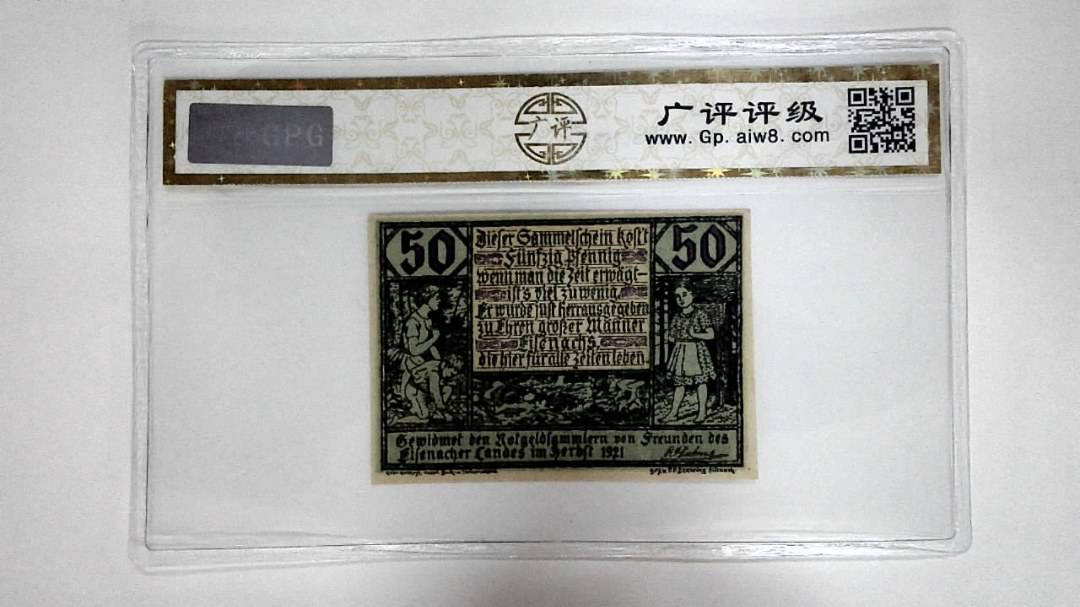 GPG
广评
广评评级
www.Gp.aiw8.com
50
50
Dieser Sammelschein kost't
Fünfzig Pfennig
wenn man die Zeit erwägt-
ist's viel zu wenig.
Er wurde just herrausgegeben
zu Ehren großer Männer
Eisenachs,
die hier für alle Zeiten leben.
Gewidmet den Notgeldsammlern von Freunden des
Eisenacher Landes im Herbst 1921